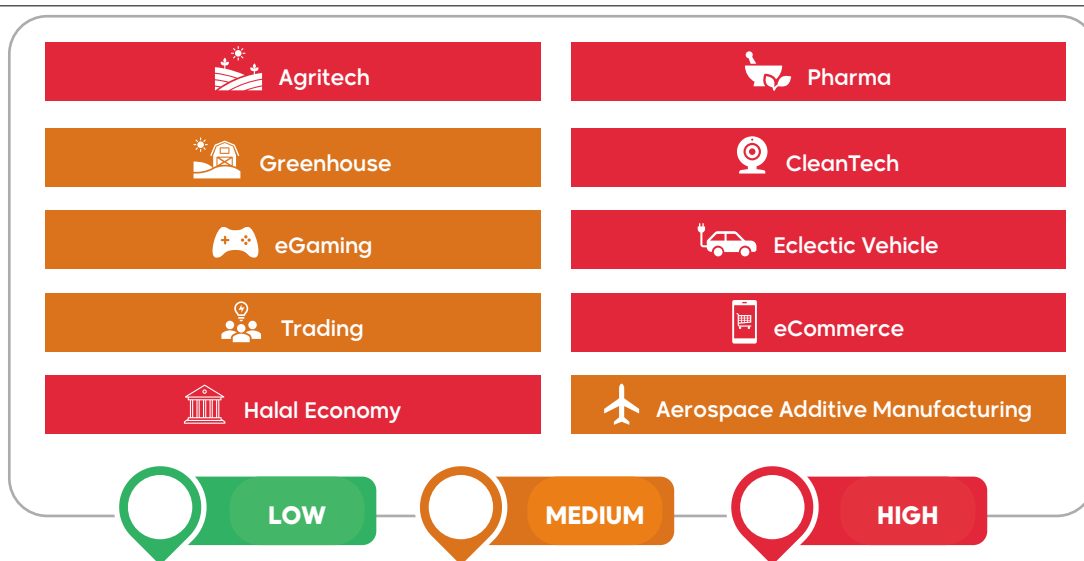 Agritech
Pharma
Greenhouse
CleanTech
eGaming
Eclectic Vehicle
Trading
eCommerce
Halal Economy
Aerospace Additive Manufacturing
LOW
MEDIUM
HIGH